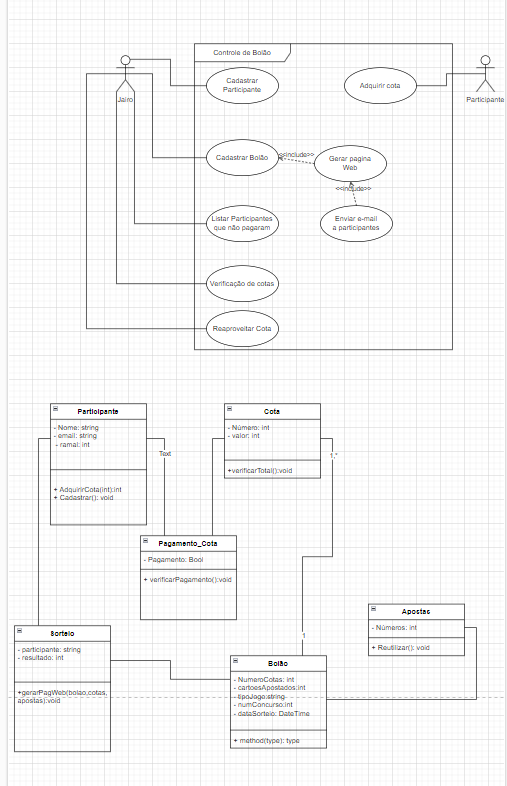 Controle de Bolão
Jairo
Participante
Cadastrar
Participante
Adquirir cota
Cadastrar Bolão
<<include>>
Gerar pagina
Web
<<include>>
Listar Participantes
que não pagaram
Enviar e-mail
a participantes
Verificação de cotas
Reaproveitar Cota
Participante
- Nome: string
- email: string
- ramal: int
+ AdquirirCota(int):int
+ Cadastrar(): void
Text
Cota
- Número: int
- valor: int
+verificarTotal():void
1,*
Pagamento_Cota
- Pagamento: Bool
+ verificarPagamento():void
Sorteio
- participante: string
- resultado: int
+gerarPagWeb(bolao,cotas,
apostas):void
1
Bolão
- NumeroCotas: int
- cartoesApostados:int
- tipoJogo:string
- numConcurso:int
- dataSorteio: DateTime
+ method(type): type
Apostas
- Números: int
+ Reutilizar(): void